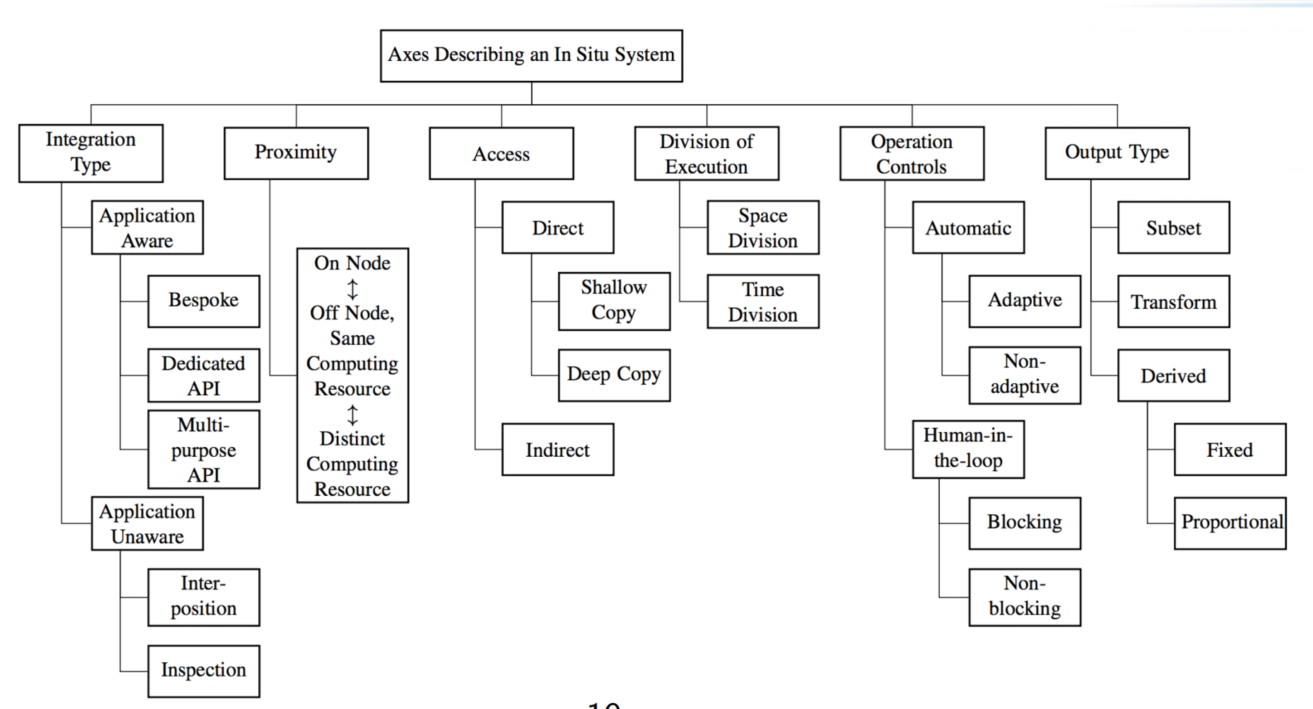 Axes Describing an In Situ System
Integration
Type
Proximity
Access
Division of
Execution
Operation
Controls
Output Type
Application
Aware
Bespoke
Dedicated
API
Multi-
purpose
API
Application
Unaware
Inter-
position
Inspection
On Node
↕
Off Node,
Same
Computing
Resource
↕
Distinct
Computing
Resource
Direct
Shallow
Copy
Deep Copy
Indirect
Space
Division
Time
Division
Automatic
Adaptive
Non-
adaptive
Human-in-
the-loop
Blocking
Non-
blocking
Subset
Transform
Derived
Fixed
Proportional